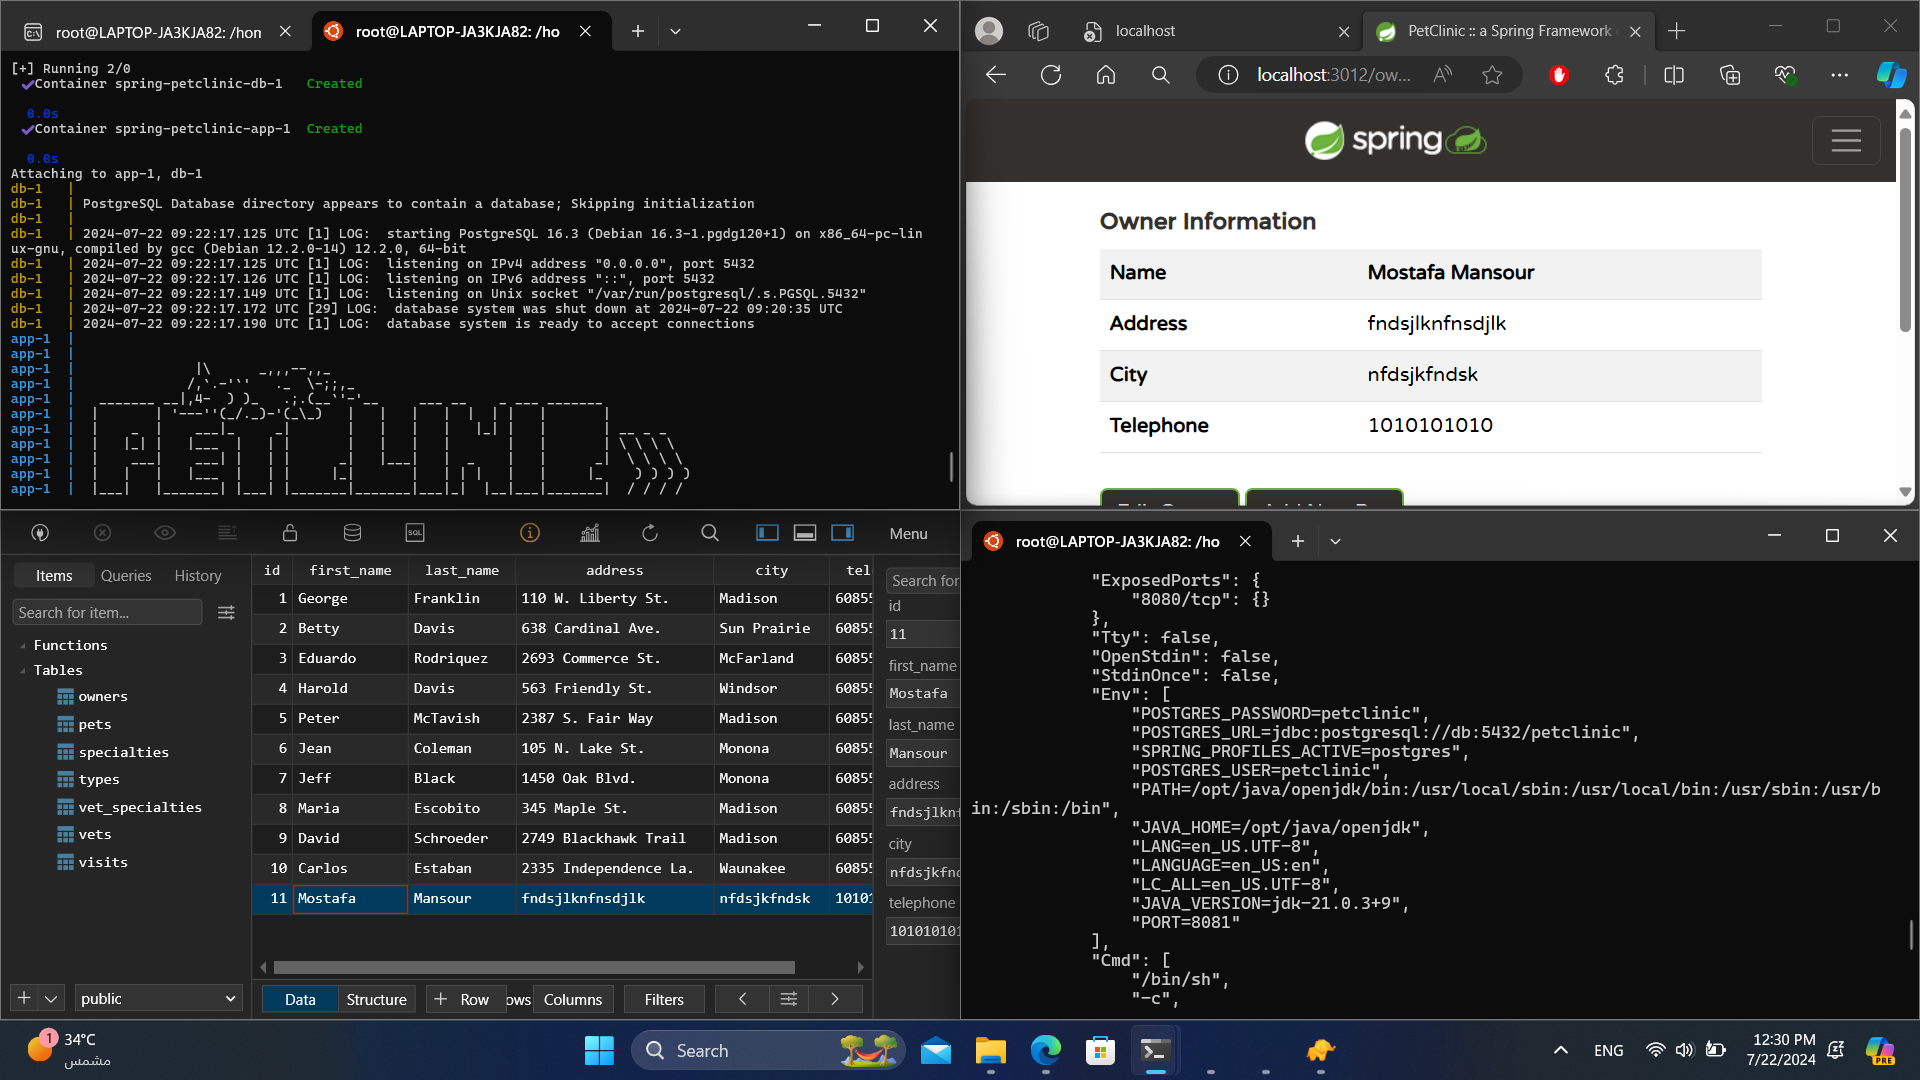 root@LAPTOP-JA3KJA82: /hon
root@LAPTOP-JA3KJA82: /ho
[+] Running 2/0
✔Container spring-petclinic-db-1   Created
0.0s
✔Container spring-petclinic-app-1  Created
0.0s
Attaching to app-1, db-1
db-1   |
db-1   | PostgreSQL Database directory appears to contain a database; Skipping initialization
db-1   |
db-1   | 2024-07-22 09:22:17.125 UTC [1] LOG:  starting PostgreSQL 16.3 (Debian 16.3-1.pgdg120+1) on x86_64-pc-lin
ux-gnu, compiled by gcc (Debian 12.2.0-14) 12.2.0, 64-bit
db-1   | 2024-07-22 09:22:17.125 UTC [1] LOG:  listening on IPv4 address "0.0.0.0", port 5432
db-1   | 2024-07-22 09:22:17.126 UTC [1] LOG:  listening on IPv6 address "::", port 5432
db-1   | 2024-07-22 09:22:17.149 UTC [1] LOG:  listening on Unix socket "/var/run/postgresql/.s.PGSQL.5432"
db-1   | 2024-07-22 09:22:17.172 UTC [29] LOG:  database system was shut down at 2024-07-22 09:20:35 UTC
db-1   | 2024-07-22 09:22:17.190 UTC [1] LOG:  database system is ready to accept connections
app-1  |
app-1  |
app-1  |
app-1  |
app-1  |
app-1  |
app-1  |
app-1  |
app-1  |
app-1  |
app-1  |
PETCLINIC
localhost
PetClinic :: a Spring Framework
localhost:3012/ow...
spring
Owner Information
Name Mostafa Mansour
Address fndsjlknfnsdjlk
City nfdsjkfndsk
Telephone 1010101010
SQL
Menu
Items Queries History
Search for item...
Functions
Tables
owners
pets
specialties
types
vet_specialties
vets
visits
public
id first_name last_name address city tel
1 George Franklin 110 W. Liberty St. Madison 60855
2 Betty Davis 638 Cardinal Ave. Sun Prairie 60855
3 Eduardo Rodriquez 2693 Commerce St. McFarland 60855
4 Harold Davis 563 Friendly St. Windsor 60855
5 Peter McTavish 2387 S. Fair Way Madison 60855
6 Jean Coleman 105 N. Lake St. Monona 60855
7 Jeff Black 1450 Oak Blvd. Monona 60855
8 Maria Escobito 345 Maple St. Madison 60855
9 David Schroeder 2749 Blackhawk Trail Madison 60855
10 Carlos Estaban 2335 Independence La. Waunakee 60855
11 Mostafa Mansour fndsjlknfnsdjlk nfdsjkfndsk 10101
Data Structure + Row ows Columns Filters
Search for
id
11
first_name
Mostafa
last_name
Mansour
address
fndsjlknf
city
nfdsjkfnd
telephone
101010101
root@LAPTOP-JA3KJA82: /ho
"ExposedPorts": {
"8080/tcp": {}
},
"Tty": false,
"OpenStdin": false,
"StdinOnce": false,
"Env": [
"POSTGRES_PASSWORD=petclinic",
"POSTGRES_URL=jdbc:postgresql://db:5432/petclinic",
"SPRING_PROFILES_ACTIVE=postgres",
"POSTGRES_USER=petclinic",
"PATH=/opt/java/openjdk/bin:/usr/local/sbin:/usr/local/bin:/usr/sbin:/usr/b
in:/sbin:/bin",
"JAVA_HOME=/opt/java/openjdk",
"LANG=en_US.UTF-8",
"LANGUAGE=en_US:en",
"LC_ALL=en_US.UTF-8",
"JAVA_VERSION=jdk-21.0.3+9",
"PORT=8081"
],
"Cmd": [
"/bin/sh",
"-c",
1
34°C
مشمس
Search
ENG
12:30 PM
7/22/2024
PRE